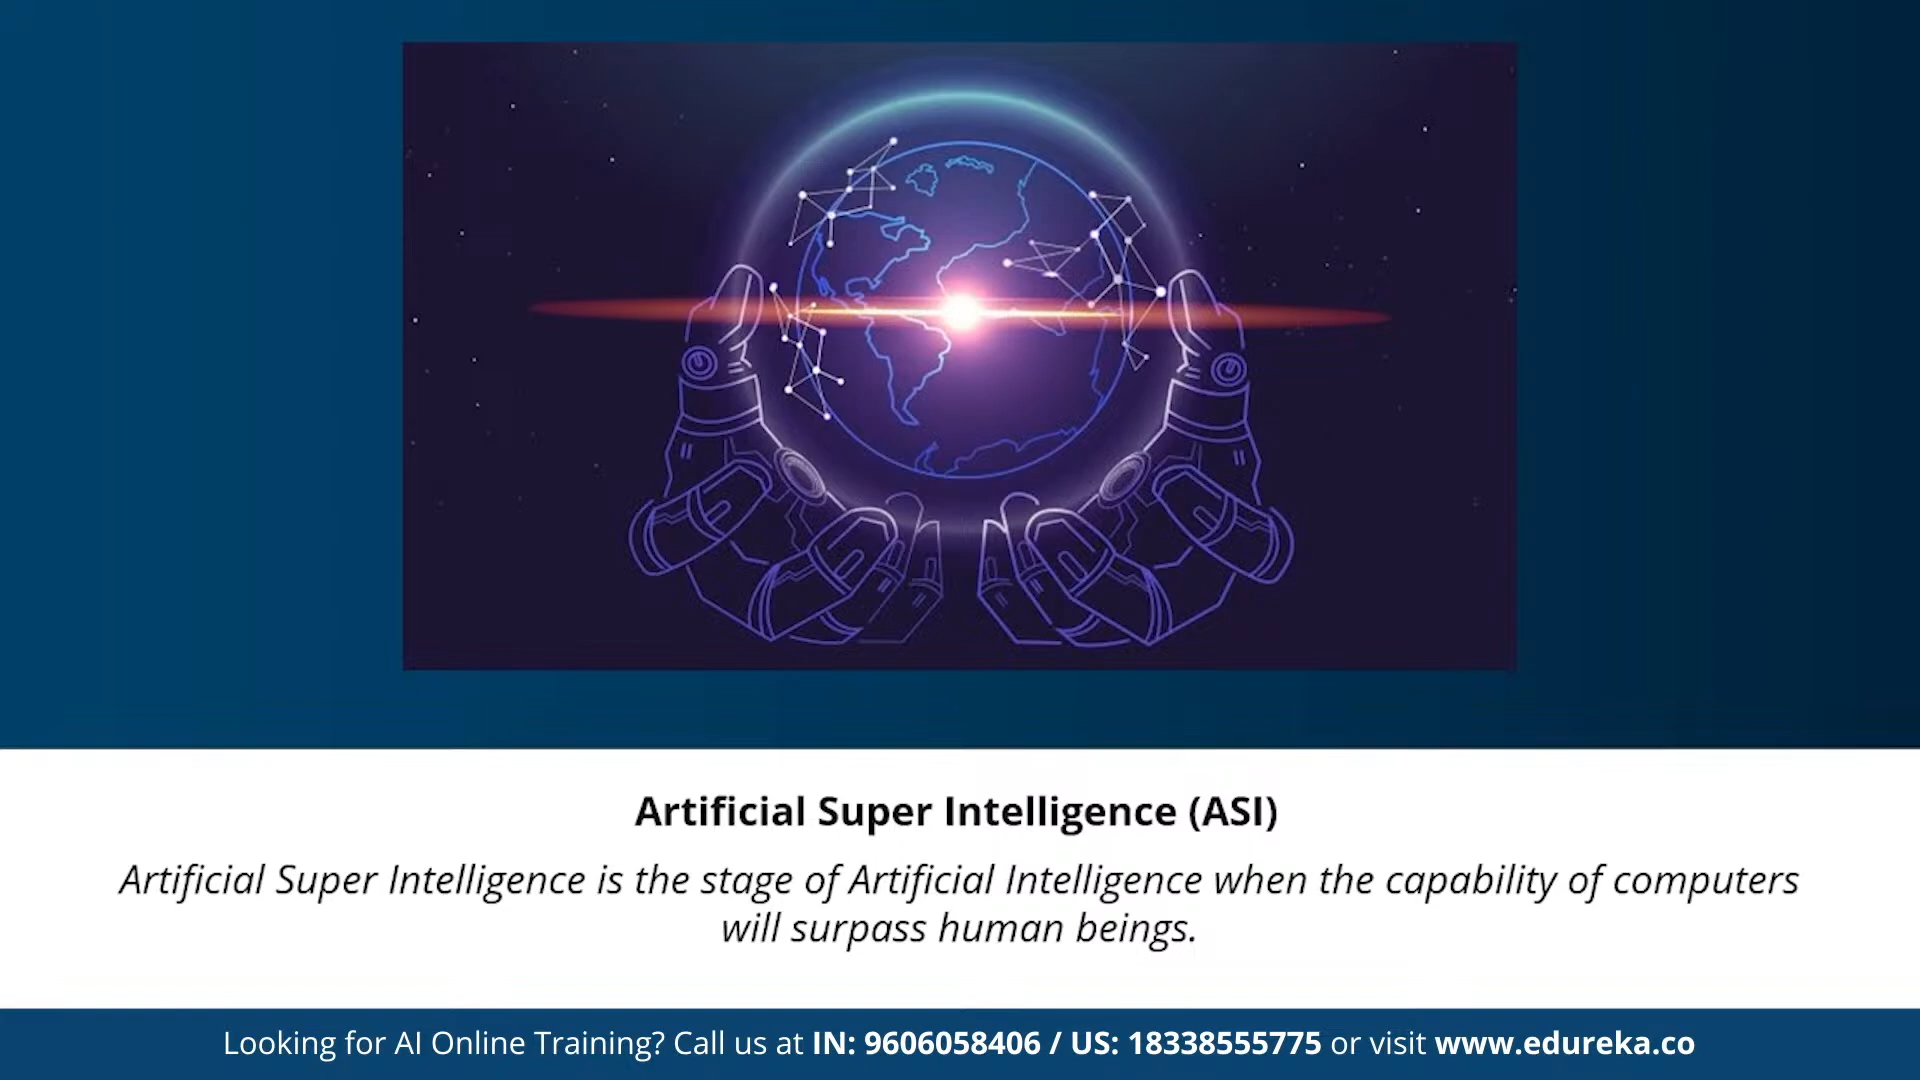 Artificial Super Intelligence (ASI)
Artificial Super Intelligence is the stage of Artificial Intelligence when the capability of computers
will surpass human beings.
Looking for AI Online Training? Call us at IN: 9606058406 / US: 18338555775 or visit www.edureka.co